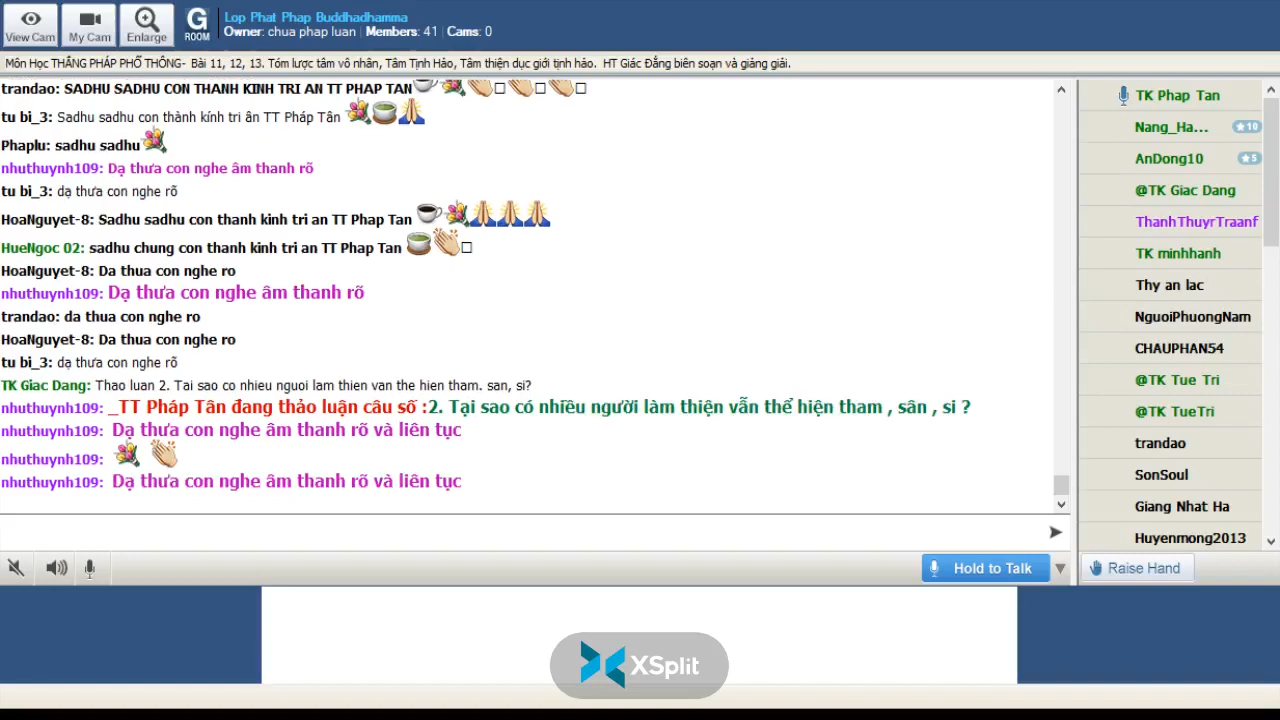 View Cam
My Cam
Enlarge
G
ROOM
Lop Phat Phap Buddhadhamma
Owner: chua phap luan | Members: 41 | Cams: 0
Môn Học THẮNG PHÁP PHỔ THÔNG- Bài 11, 12, 13. Tóm lược tâm vô nhân, Tâm Tịnh Hảo, Tâm thiện dục giới tịnh hảo. HT Giác Đẳng biên soạn và giảng giải.
trandao: SADHU SADHU CON THANH KINH TRI AN TT PHAP TAN
tu bi_3: Sadhu sadhu con thành kính tri ân TT Pháp Tân
Phaplu: sadhu sadhu
nhuthuynh109: Dạ thưa con nghe âm thanh rõ
tu bi_3: dạ thưa con nghe rõ
HoaNguyet-8: Sadhu sadhu con thanh kinh tri an TT Phap Tan
HueNgoc 02: sadhu chung con thanh kinh tri an TT Phap Tan
HoaNguyet-8: Da thua con nghe ro
nhuthuynh109: Dạ thưa con nghe âm thanh rõ
trandao: da thua con nghe ro
HoaNguyet-8: Da thua con nghe ro
tu bi_3: dạ thưa con nghe rõ
TK Giac Dang: Thao luan 2. Tai sao co nhieu nguoi lam thien van the hien tham. san, si?
nhuthuynh109: _TT Pháp Tân đang thảo luận câu số :2. Tại sao có nhiều người làm thiện vẫn thể hiện tham , sân , si ?
nhuthuynh109: Dạ thưa con nghe âm thanh rõ và liên tục
nhuthuynh109:
nhuthuynh109: Dạ thưa con nghe âm thanh rõ và liên tục
Hold to Talk
TK Phap Tan
Nang_Ha... 10
AnDong10 5
@TK Giac Dang
ThanhThuyrTraanf
TK minhhanh
Thy an lac
NguoiPhuongNam
CHAUPHAN54
@TK Tue Tri
@TK TueTri
trandao
SonSoul
Giang Nhat Ha
Huyenmong2013
Raise Hand
XSplit